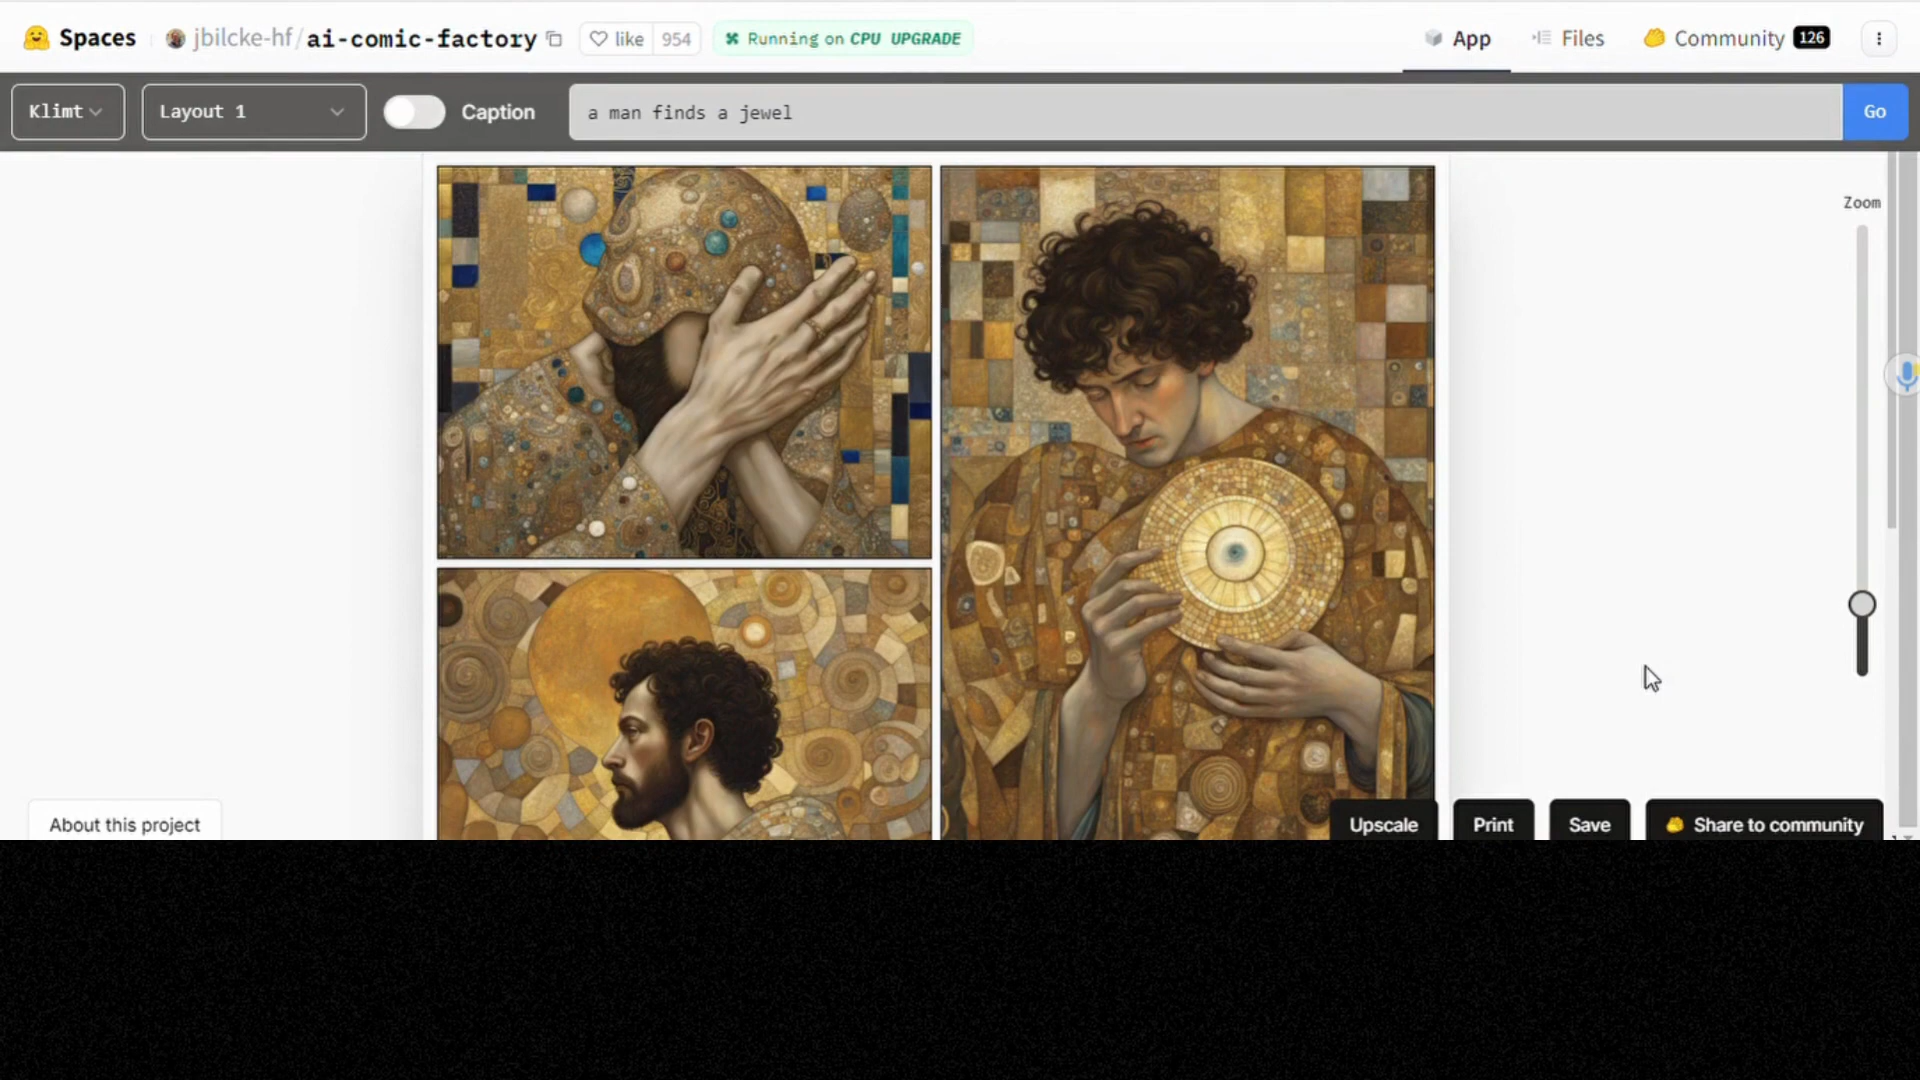 Spaces jbilcke-hf/ai-comic-factory like 954 Running on CPU UPGRADE App Files Community 126
Klimt Layout 1 Caption a man finds a jewel Go
Zoom
About this project Upscale Print Save Share to community